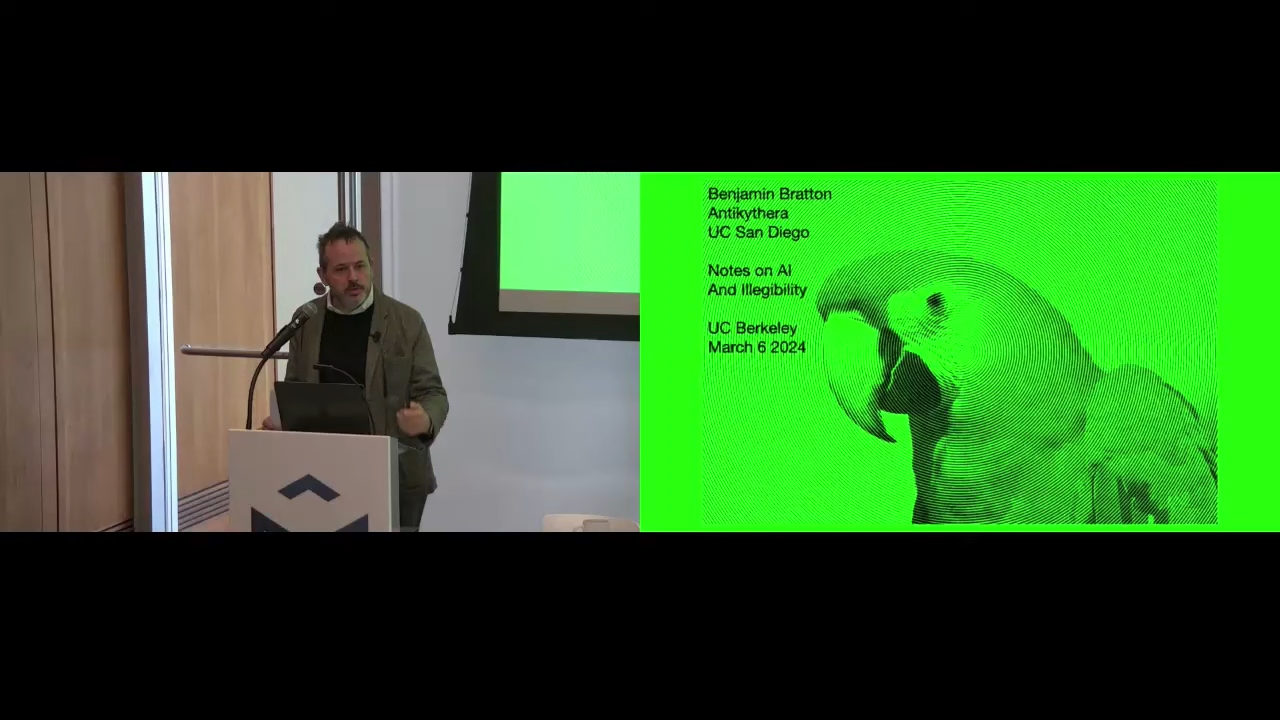 Benjamin Bratton
Antikythera
UC San Diego
Notes on AI
And Illegibility
UC Berkeley
March 6 2024